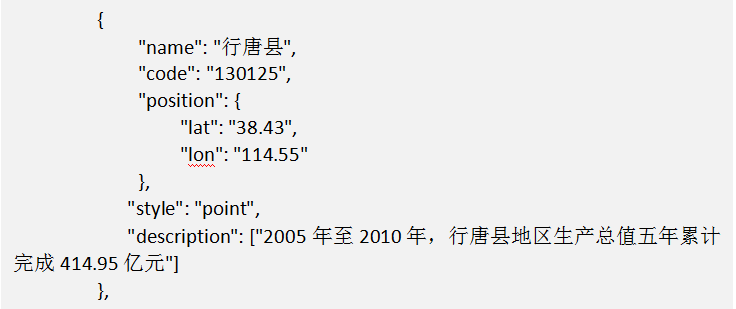 {
"name": "行唐县",
"code": "130125",
"position": {
"lat": "38.43",
"lon": "114.55"
},
"style": "point",
"description": ["2005 年至 2010 年，行唐县地区生产总值五年累计
完成 414.95 亿元"]
},